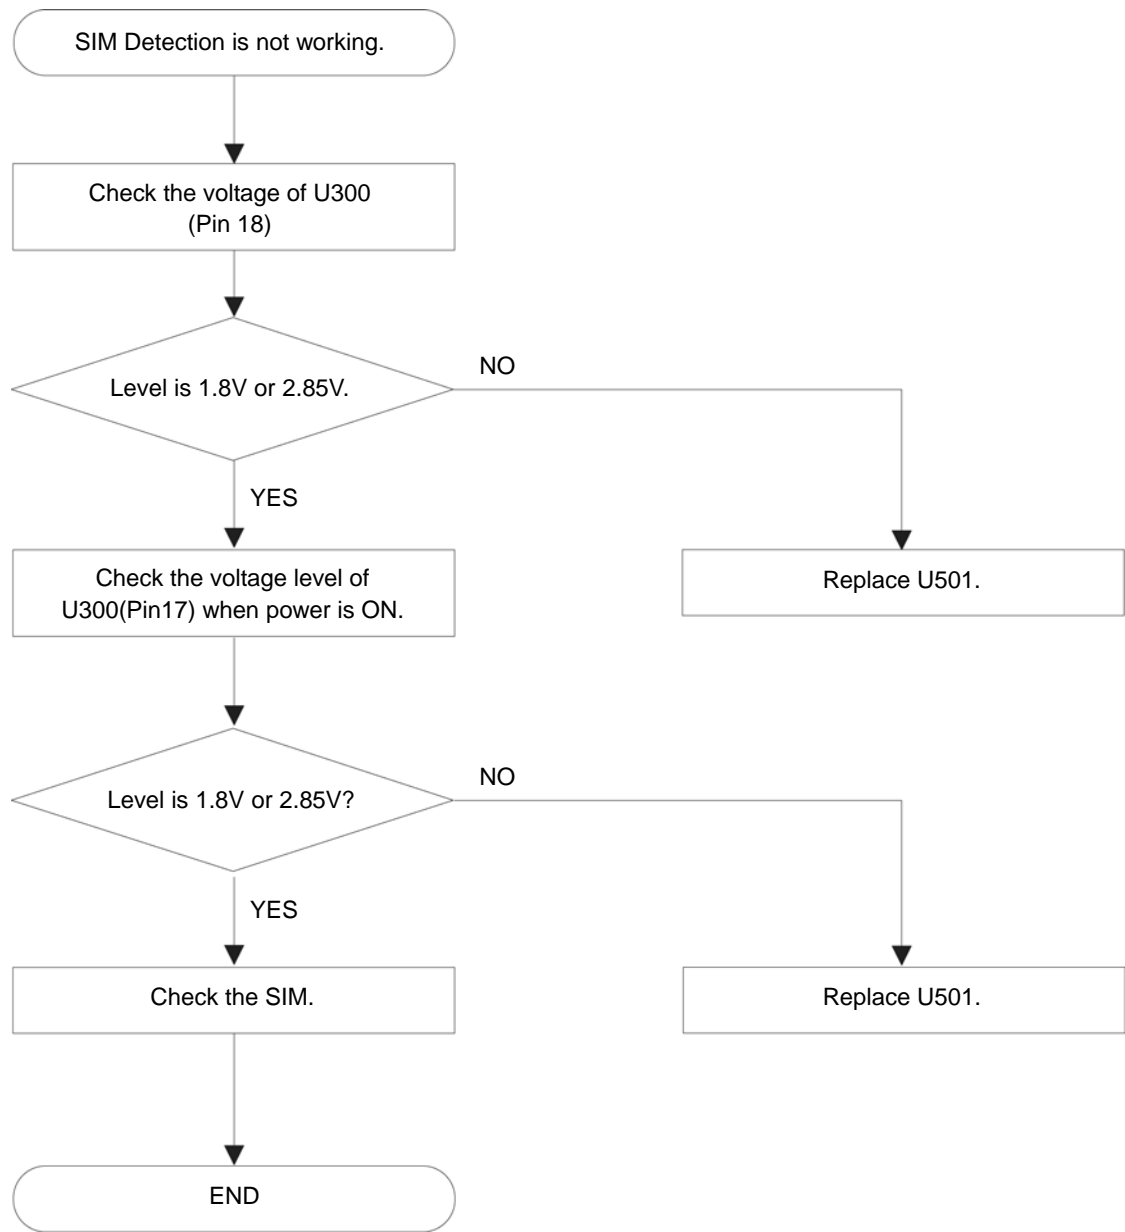 SIM Detection is not working.
Check the voltage of U300
(Pin 18)
Level is 1.8V or 2.85V.
NO
YES
Check the voltage level of
U300(Pin17) when power is ON.
Replace U501.
Level is 1.8V or 2.85V?
NO
YES
Check the SIM.
Replace U501.
END